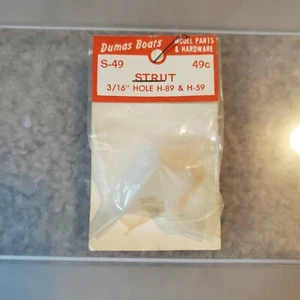 Dumas Boats MODEL PARTS
& HARDWARE
S-49 49c
STRUT
3/16" HOLE H-89 & H-59